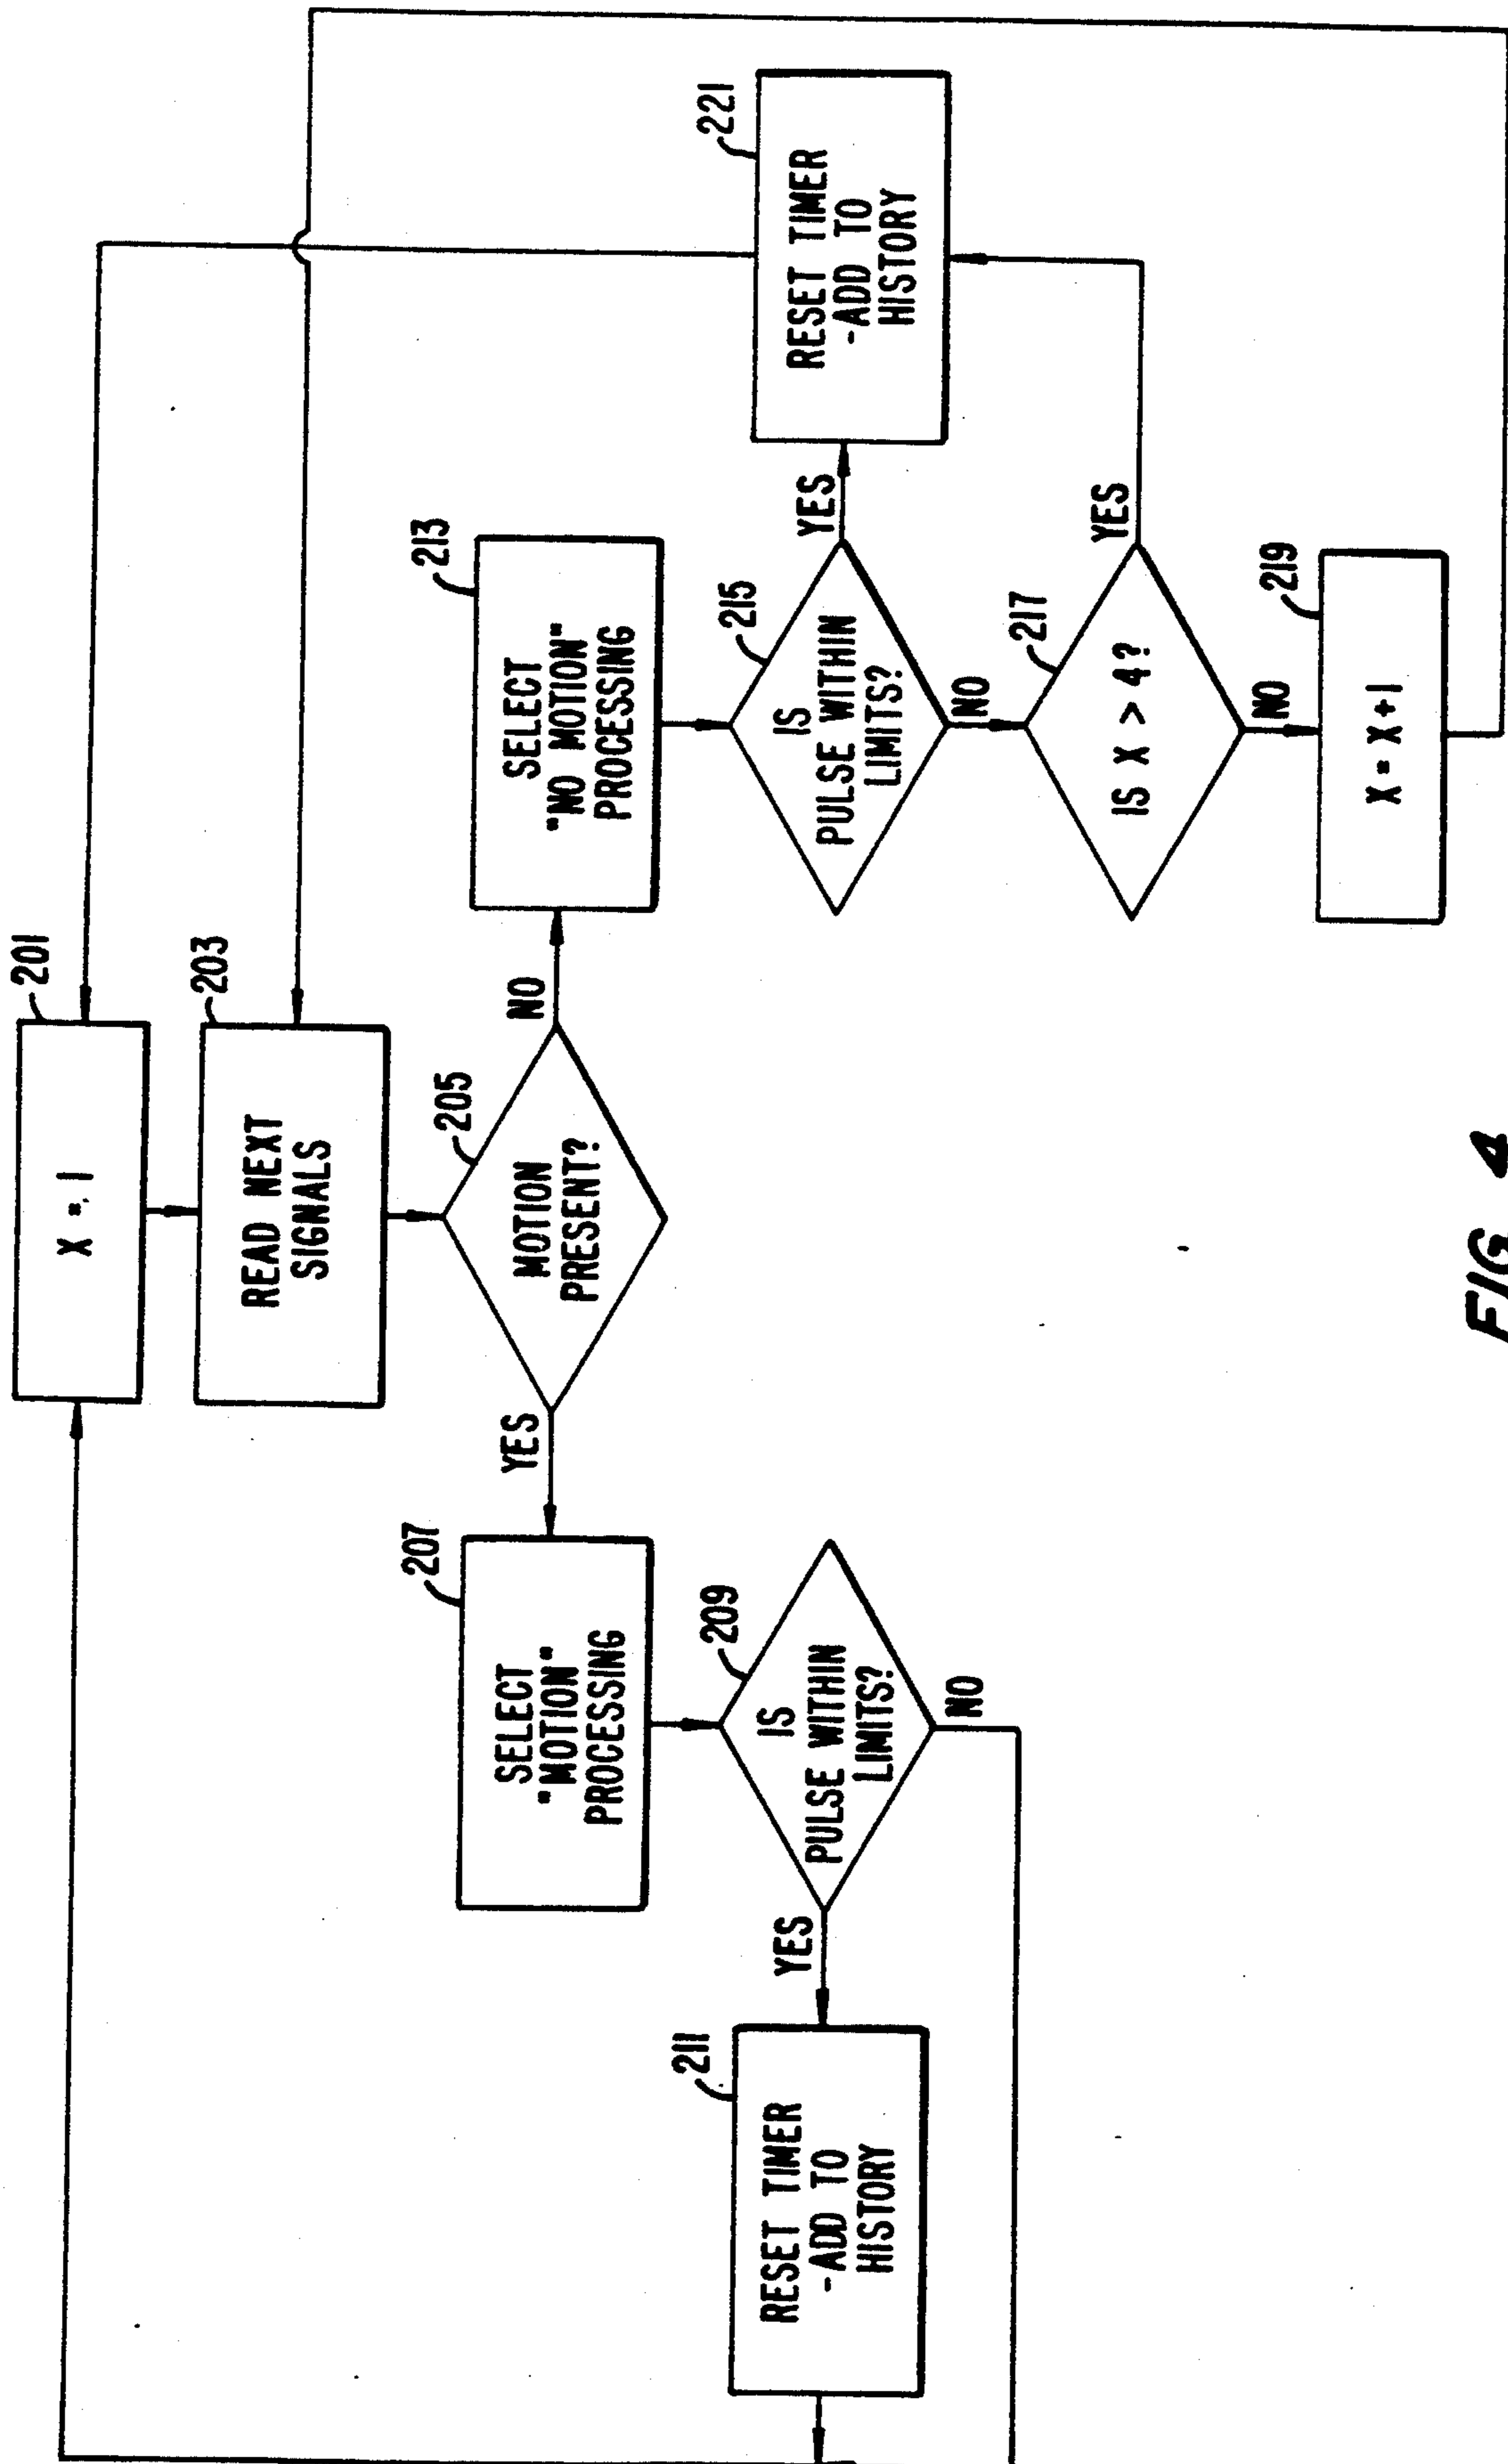 201
X = 1
203
READ NEXT
SIGNALS
205
MOTION
PRESENT?
YES
NO
207
SELECT
"MOTION"
PROCESSING
209
IS
PULSE WITHIN
LIMITS?
YES
NO
211
RESET TIMER
-ADD TO
HISTORY
213
SELECT
"NO MOTION"
PROCESSING
215
IS
PULSE WITHIN
LIMITS?
YES
NO
221
RESET TIMER
-ADD TO
HISTORY
217
IS X > 4?
YES
NO
219
X = X + 1
FIG 4